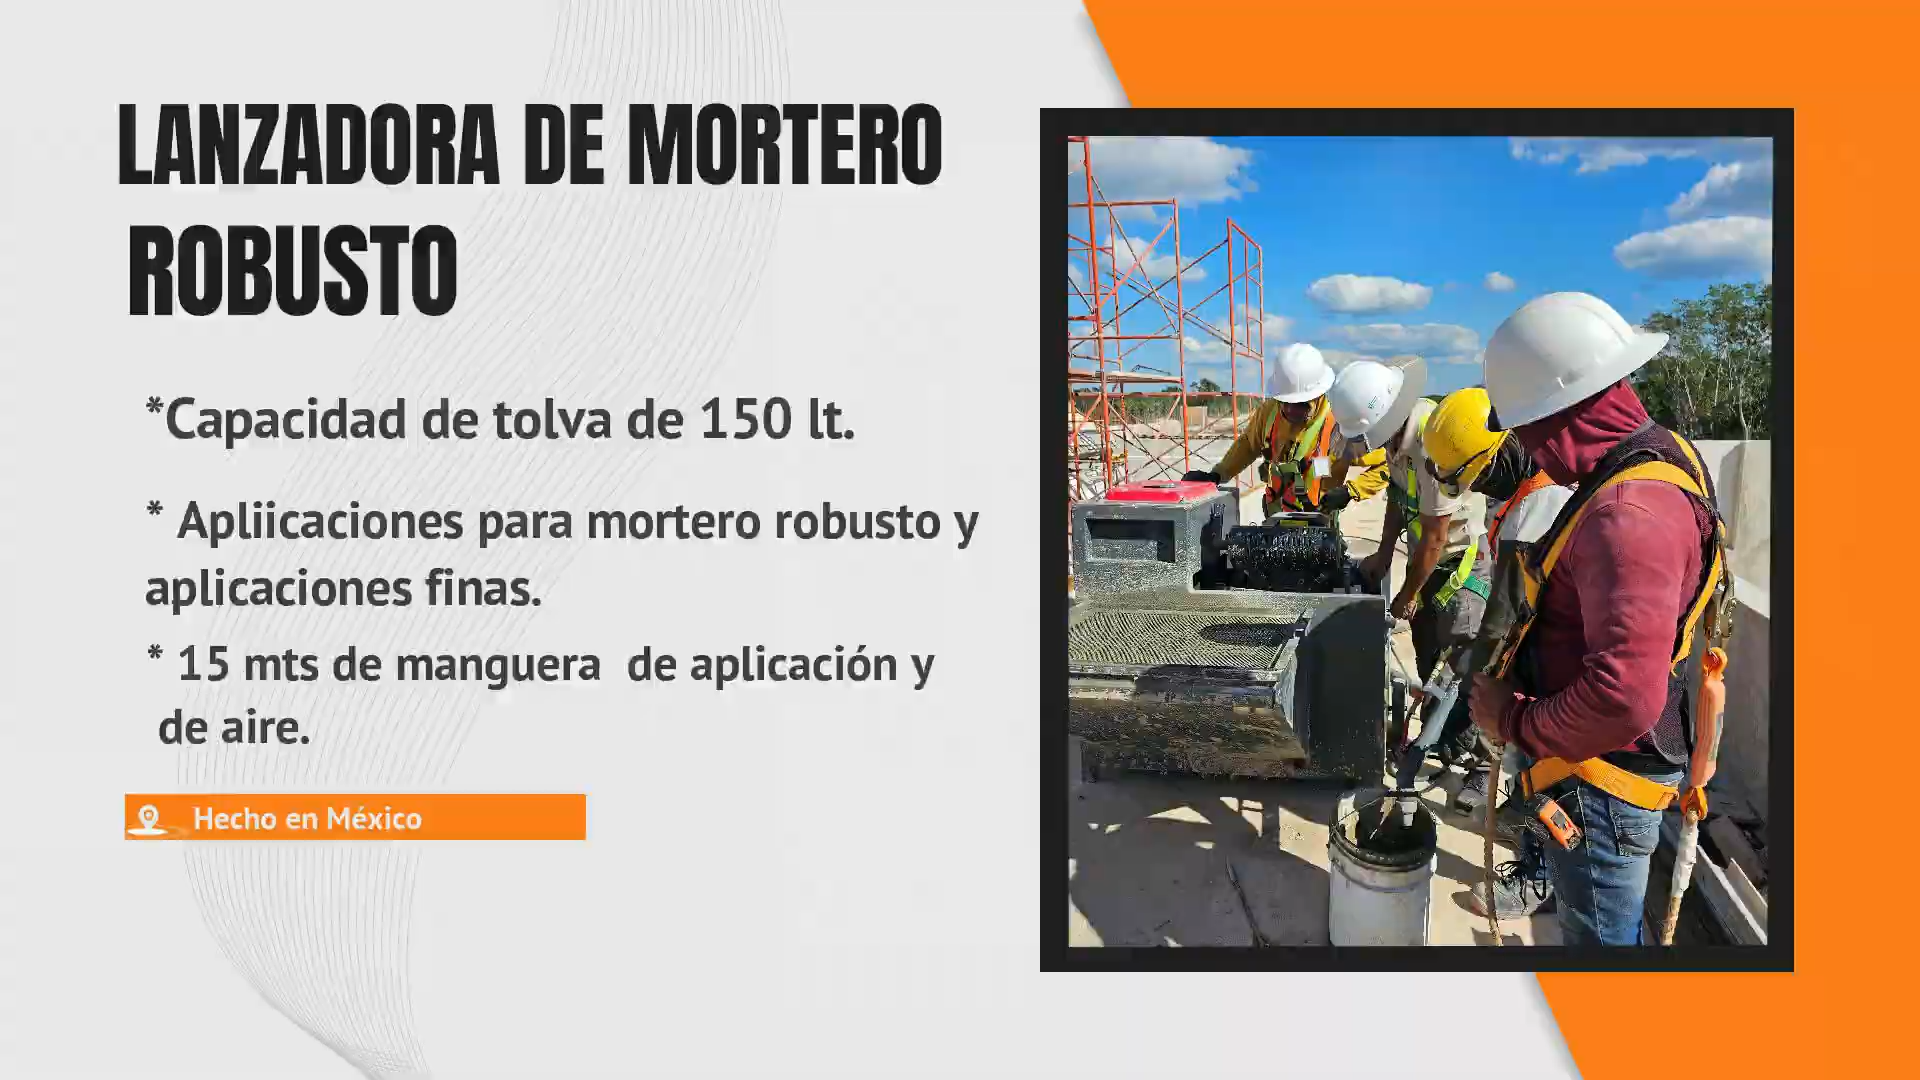 LANZADORA DE MORTERO
ROBUSTO
*Capacidad de tolva de 150 lt.
* Apliicaciones para mortero robusto y
aplicaciones finas.
* 15 mts de manguera de aplicación y
de aire.
Hecho en México